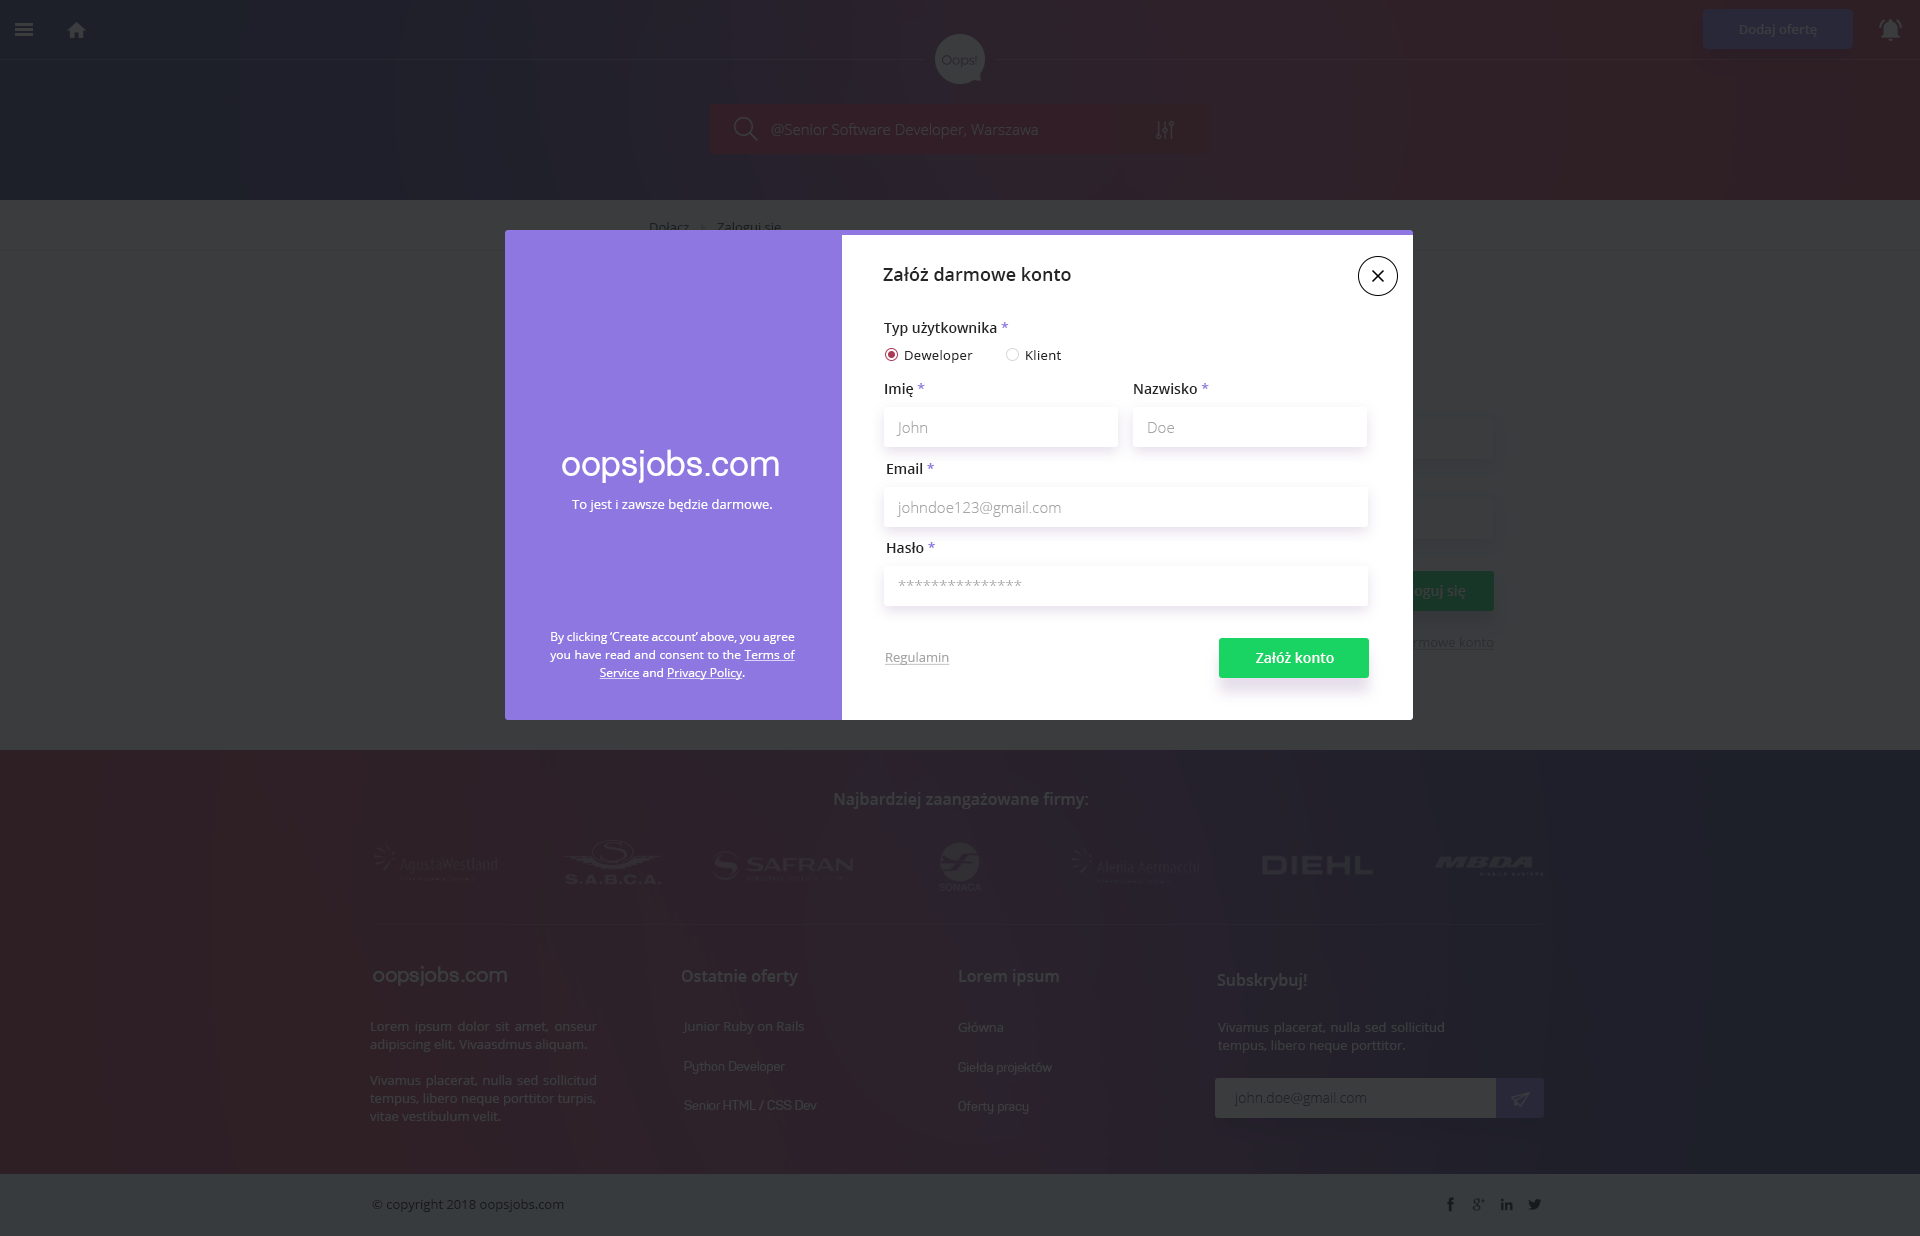 Dodaj ofertę
Oops!
@Senior Software Developer, Warszawa
Dołącz
Zaloguj się
Załóż darmowe konto
Typ użytkownika *
Deweloper
Klient
Imię *
Nazwisko *
John
Doe
Email *
johndoe123@gmail.com
Hasło *
***************
Regulamin
Załóż konto
oopsjobs.com
To jest i zawsze będzie darmowe.
By clicking ‘Create account’ above, you agree
you have read and consent to the Terms of
Service and Privacy Policy.
oguj się
rmowe konto
Najbardziej zaangażowane firmy:
AgustaWestland
S.A.B.C.A.
SAFRAN
SONACA
Alenia Aermacchi
DIEHL
MBDA
oopsjobs.com
Lorem ipsum dolor sit amet, onseur
adipiscing elit. Vivaasdmus aliquam.
Vivamus placerat, nulla sed sollicitud
tempus, libero neque porttitor turpis,
vitae vestibulum velit.
Ostatnie oferty
Junior Ruby on Rails
Python Developer
Senior HTML / CSS Dev
Lorem ipsum
Główna
Giełda projektów
Oferty pracy
Subskrybuj!
Vivamus placerat, nulla sed sollicitud
tempus, libero neque porttitor.
john.doe@gmail.com
© copyright 2018 oopsjobs.com